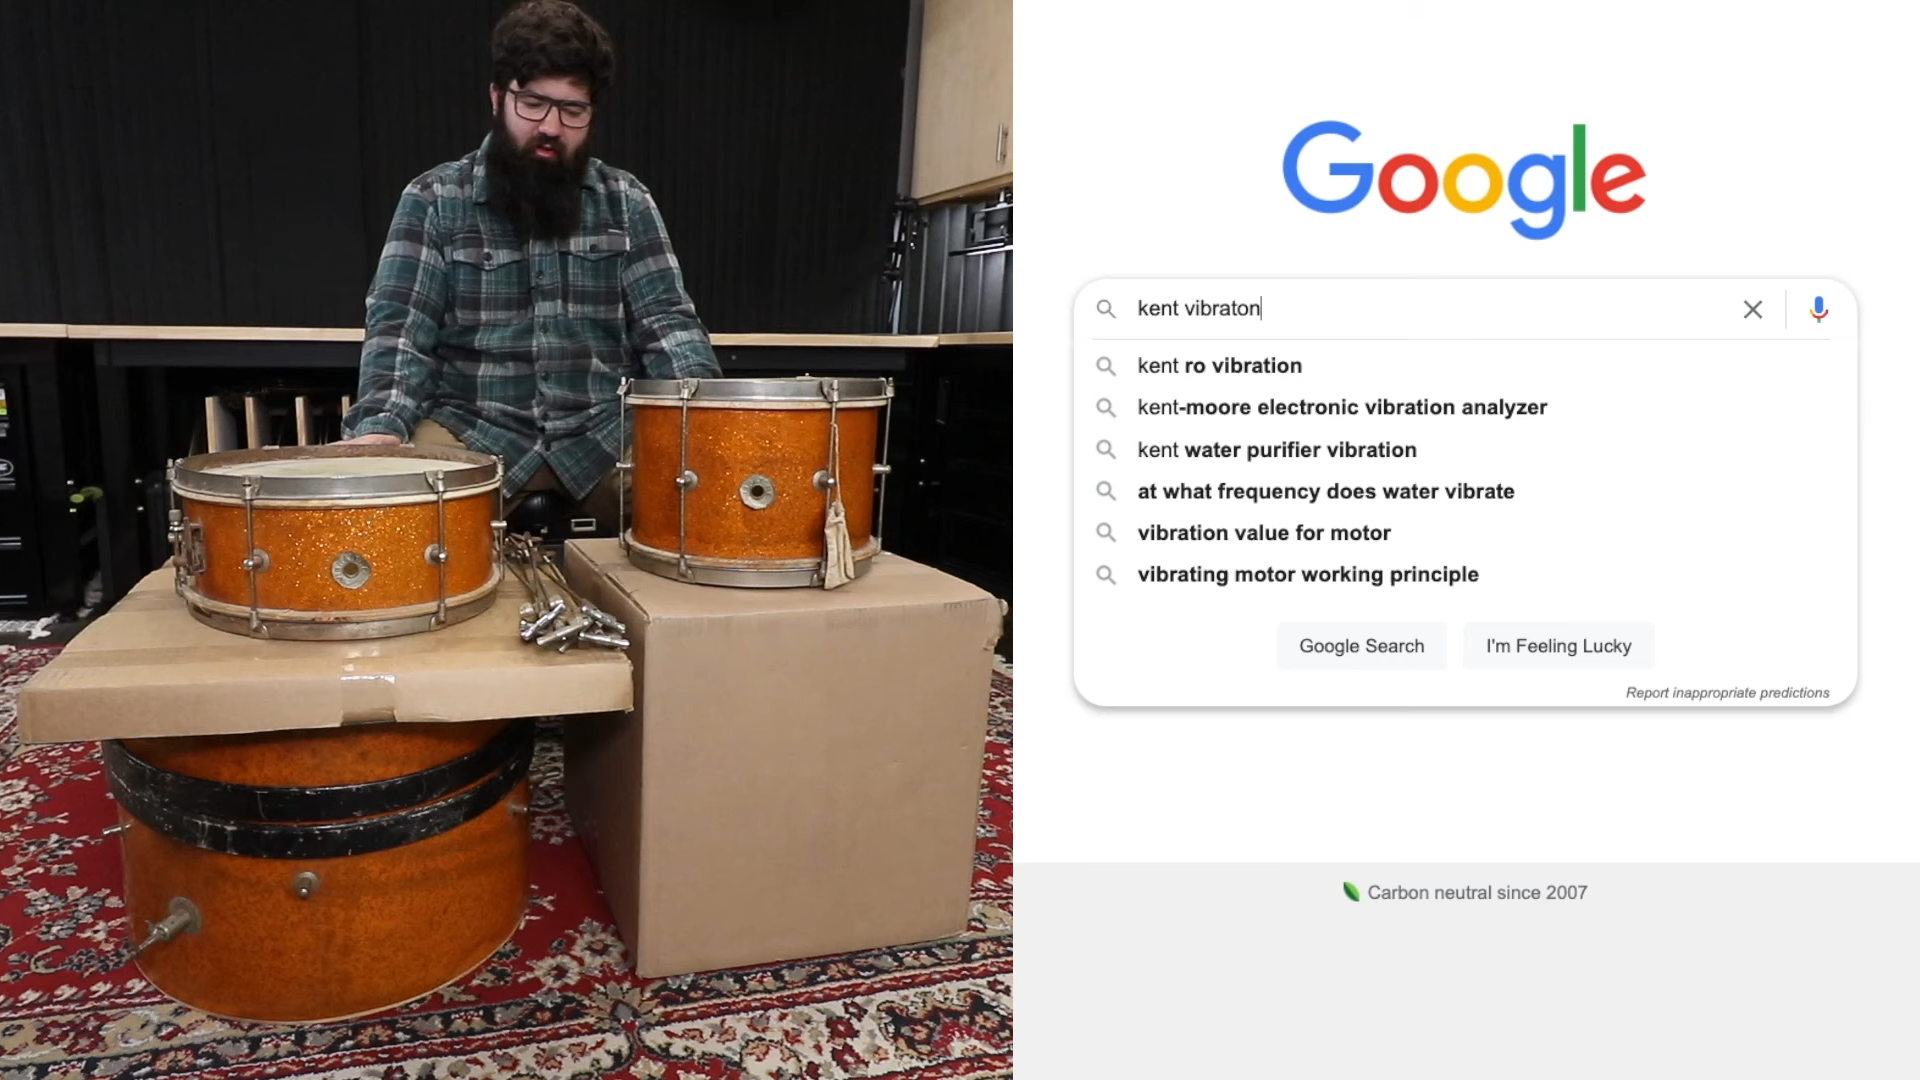 Google
kent vibraton
kent ro vibration
kent-moore electronic vibration analyzer
kent water purifier vibration
at what frequency does water vibrate
vibration value for motor
vibrating motor working principle
Google Search
I'm Feeling Lucky
Report inappropriate predictions
Carbon neutral since 2007